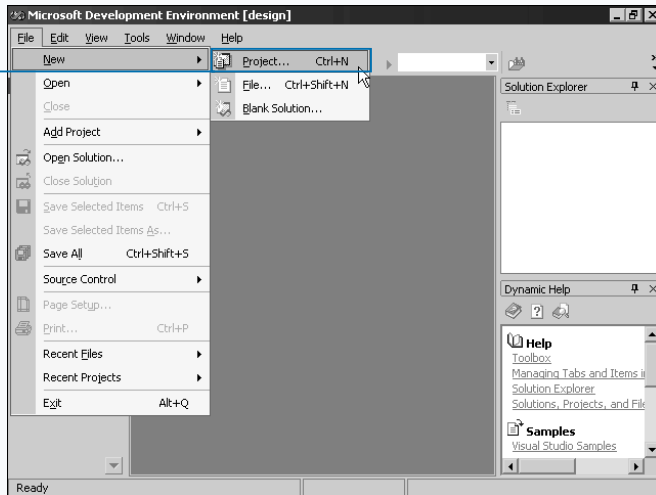 Microsoft Development Environment [design]
File Edit View Tools Window Help
New
Project... Ctrl+N
File... Ctrl+Shift+N
Blank Solution...
Open
Close
Add Project
Open Solution...
Close Solution
Save Selected Items Ctrl+S
Save Selected Items As...
Save All Ctrl+Shift+S
Source Control
Page Setup...
Print... Ctrl+P
Recent Files
Recent Projects
Exit Alt+Q
Solution Explorer
Dynamic Help
Help
Toolbox
Managing Tabs and Items i
Solution Explorer
Solutions, Projects, and File
Samples
Visual Studio Samples
Ready